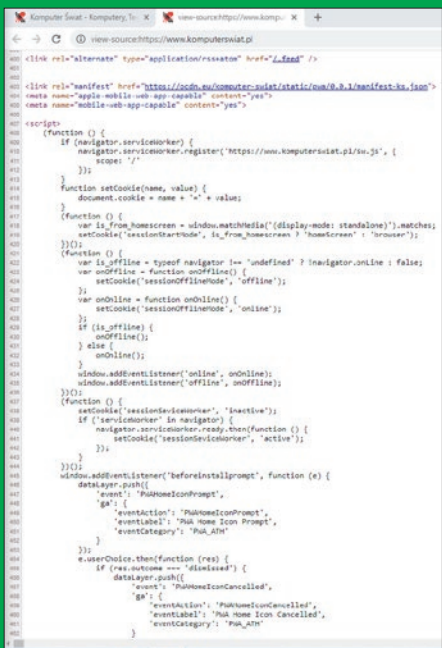 Komputer Świat - Komputery, Te
view-source:https://www.kompu
view-source:https://www.komputerswiat.pl
<link rel="alternate" type="application/rss+atom" href="/.feed" />
<link rel="manifest" href="https://ocdn.eu/computer-swiat/static/pwa/0.0.1/manifest-ks.json">
<meta name="apple-mobile-web-app-capable" content="yes">
<meta name="mobile-web-app-capable" content="yes">
<script>
(function () {
if (navigator.serviceWorker) {
navigator.serviceWorker.register('https://www.komputerswiat.pl/sw.js', {
scope: '/'
});
}
function setCookie(name, value) {
document.cookie = name + '=' + value;
}
(function () {
var is_from_homescreen = window.matchMedia('(display-mode: standalone)').matches;
setCookie('sessionStartMode', is_from_homescreen ? 'homeScreen' : 'browser');
})();
(function () {
var is_offline = typeof navigator !== 'undefined' ? !navigator.onLine : false;
var onOffline = function onOffline() {
setCookie('sessionOfflineMode', 'offline');
};
var onOnline = function onOnline() {
setCookie('sessionOfflineMode', 'online');
};
if (is_offline) {
onOffline();
} else {
onOnline();
}
window.addEventListener('online', onOnline);
window.addEventListener('offline', onOffline);
})();
(function () {
setCookie('sessionSeviceWorker', 'inactive');
if ('serviceWorker' in navigator) {
navigator.serviceWorker.ready.then(function () {
setCookie('sessionSeviceWorker', 'active');
});
}
})();
window.addEventListener('beforeinstallprompt', function (e) {
dataLayer.push({
'event': 'PWAHomeIconPrompt',
'ga': {
'eventAction': 'PWAHomeIconPrompt',
'eventLabel': 'PWA Home Icon Prompt',
'eventCategory': 'PWA_ATH'
}
});
e.userChoice.then(function (res) {
if (res.outcome === 'dismissed') {
dataLayer.push({
'event': 'PWAHomeIconCancelled',
'ga': {
'eventAction': 'PWAHomeIconCancelled',
'eventLabel': 'PWA Home Icon Cancelled',
'eventCategory': 'PWA_ATH'
}